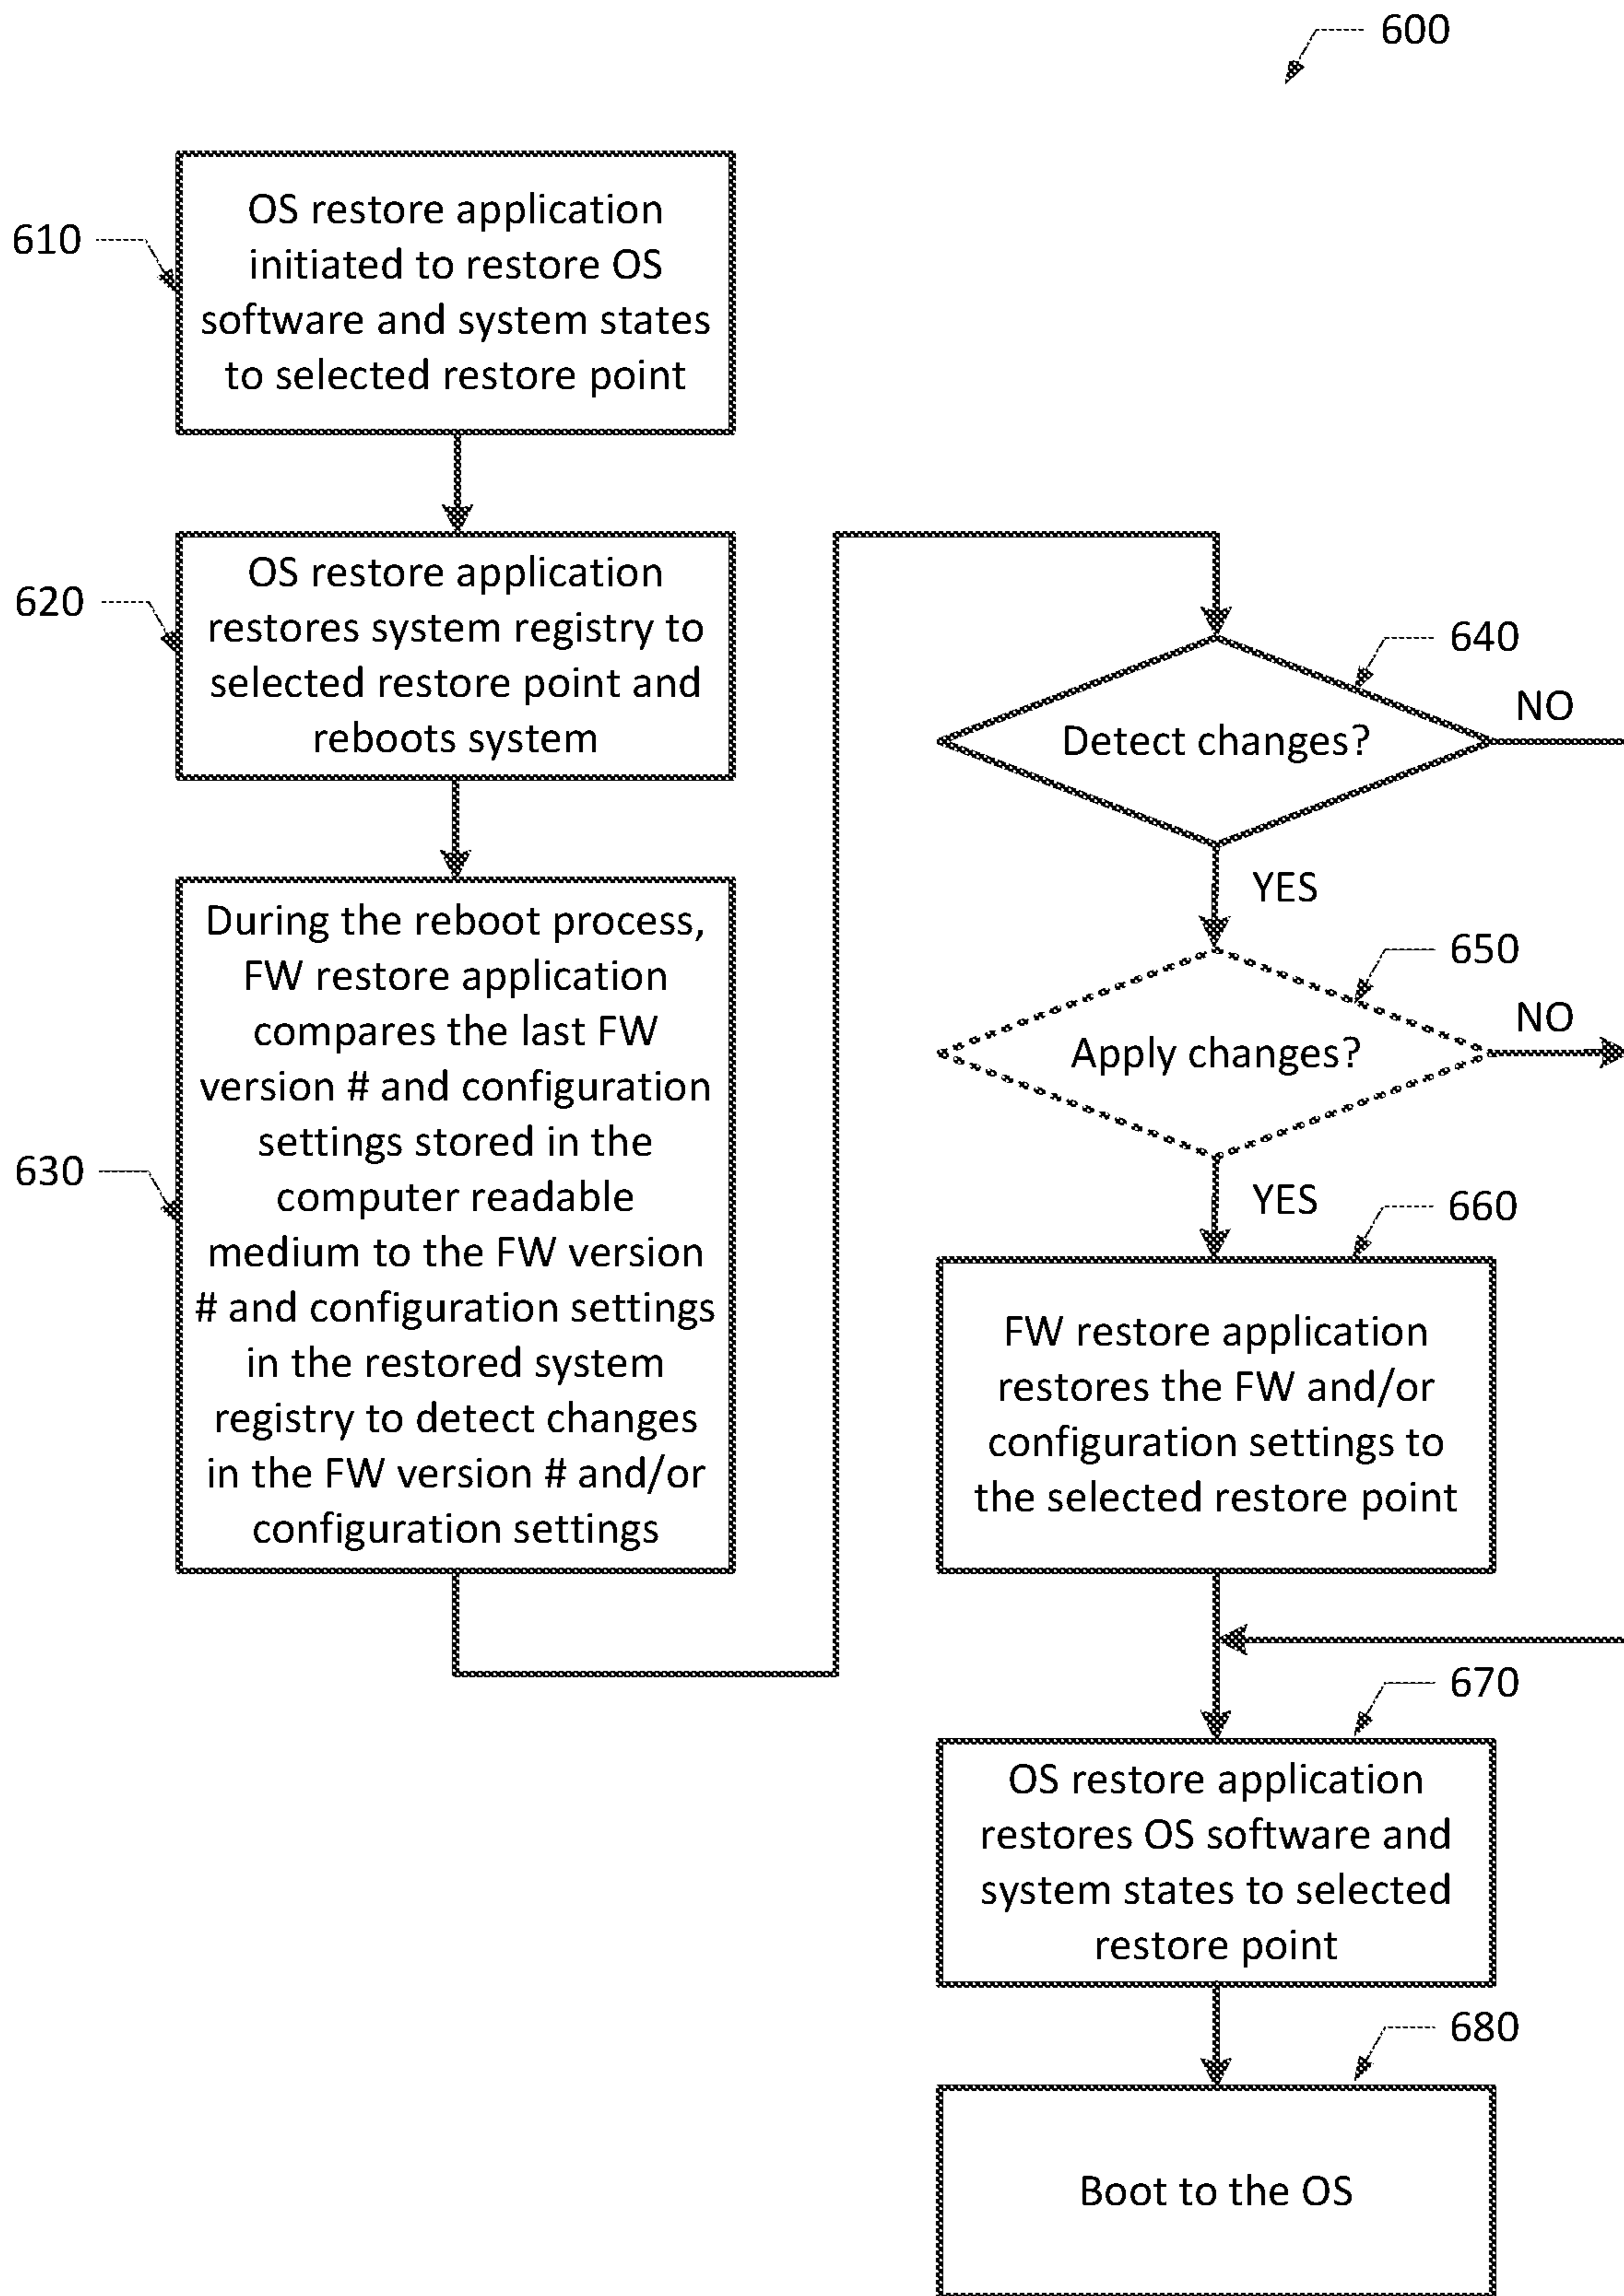 600
610
OS restore application
initiated to restore OS
software and system states
to selected restore point
620
OS restore application
restores system registry to
selected restore point and
reboots system
630
During the reboot process,
FW restore application
compares the last FW
version # and configuration
settings stored in the
computer readable
medium to the FW version
# and configuration settings
in the restored system
registry to detect changes
in the FW version # and/or
configuration settings
640
Detect changes?
NO
YES
650
Apply changes?
NO
YES
660
FW restore application
restores the FW and/or
configuration settings to
the selected restore point
670
OS restore application
restores OS software and
system states to selected
restore point
680
Boot to the OS